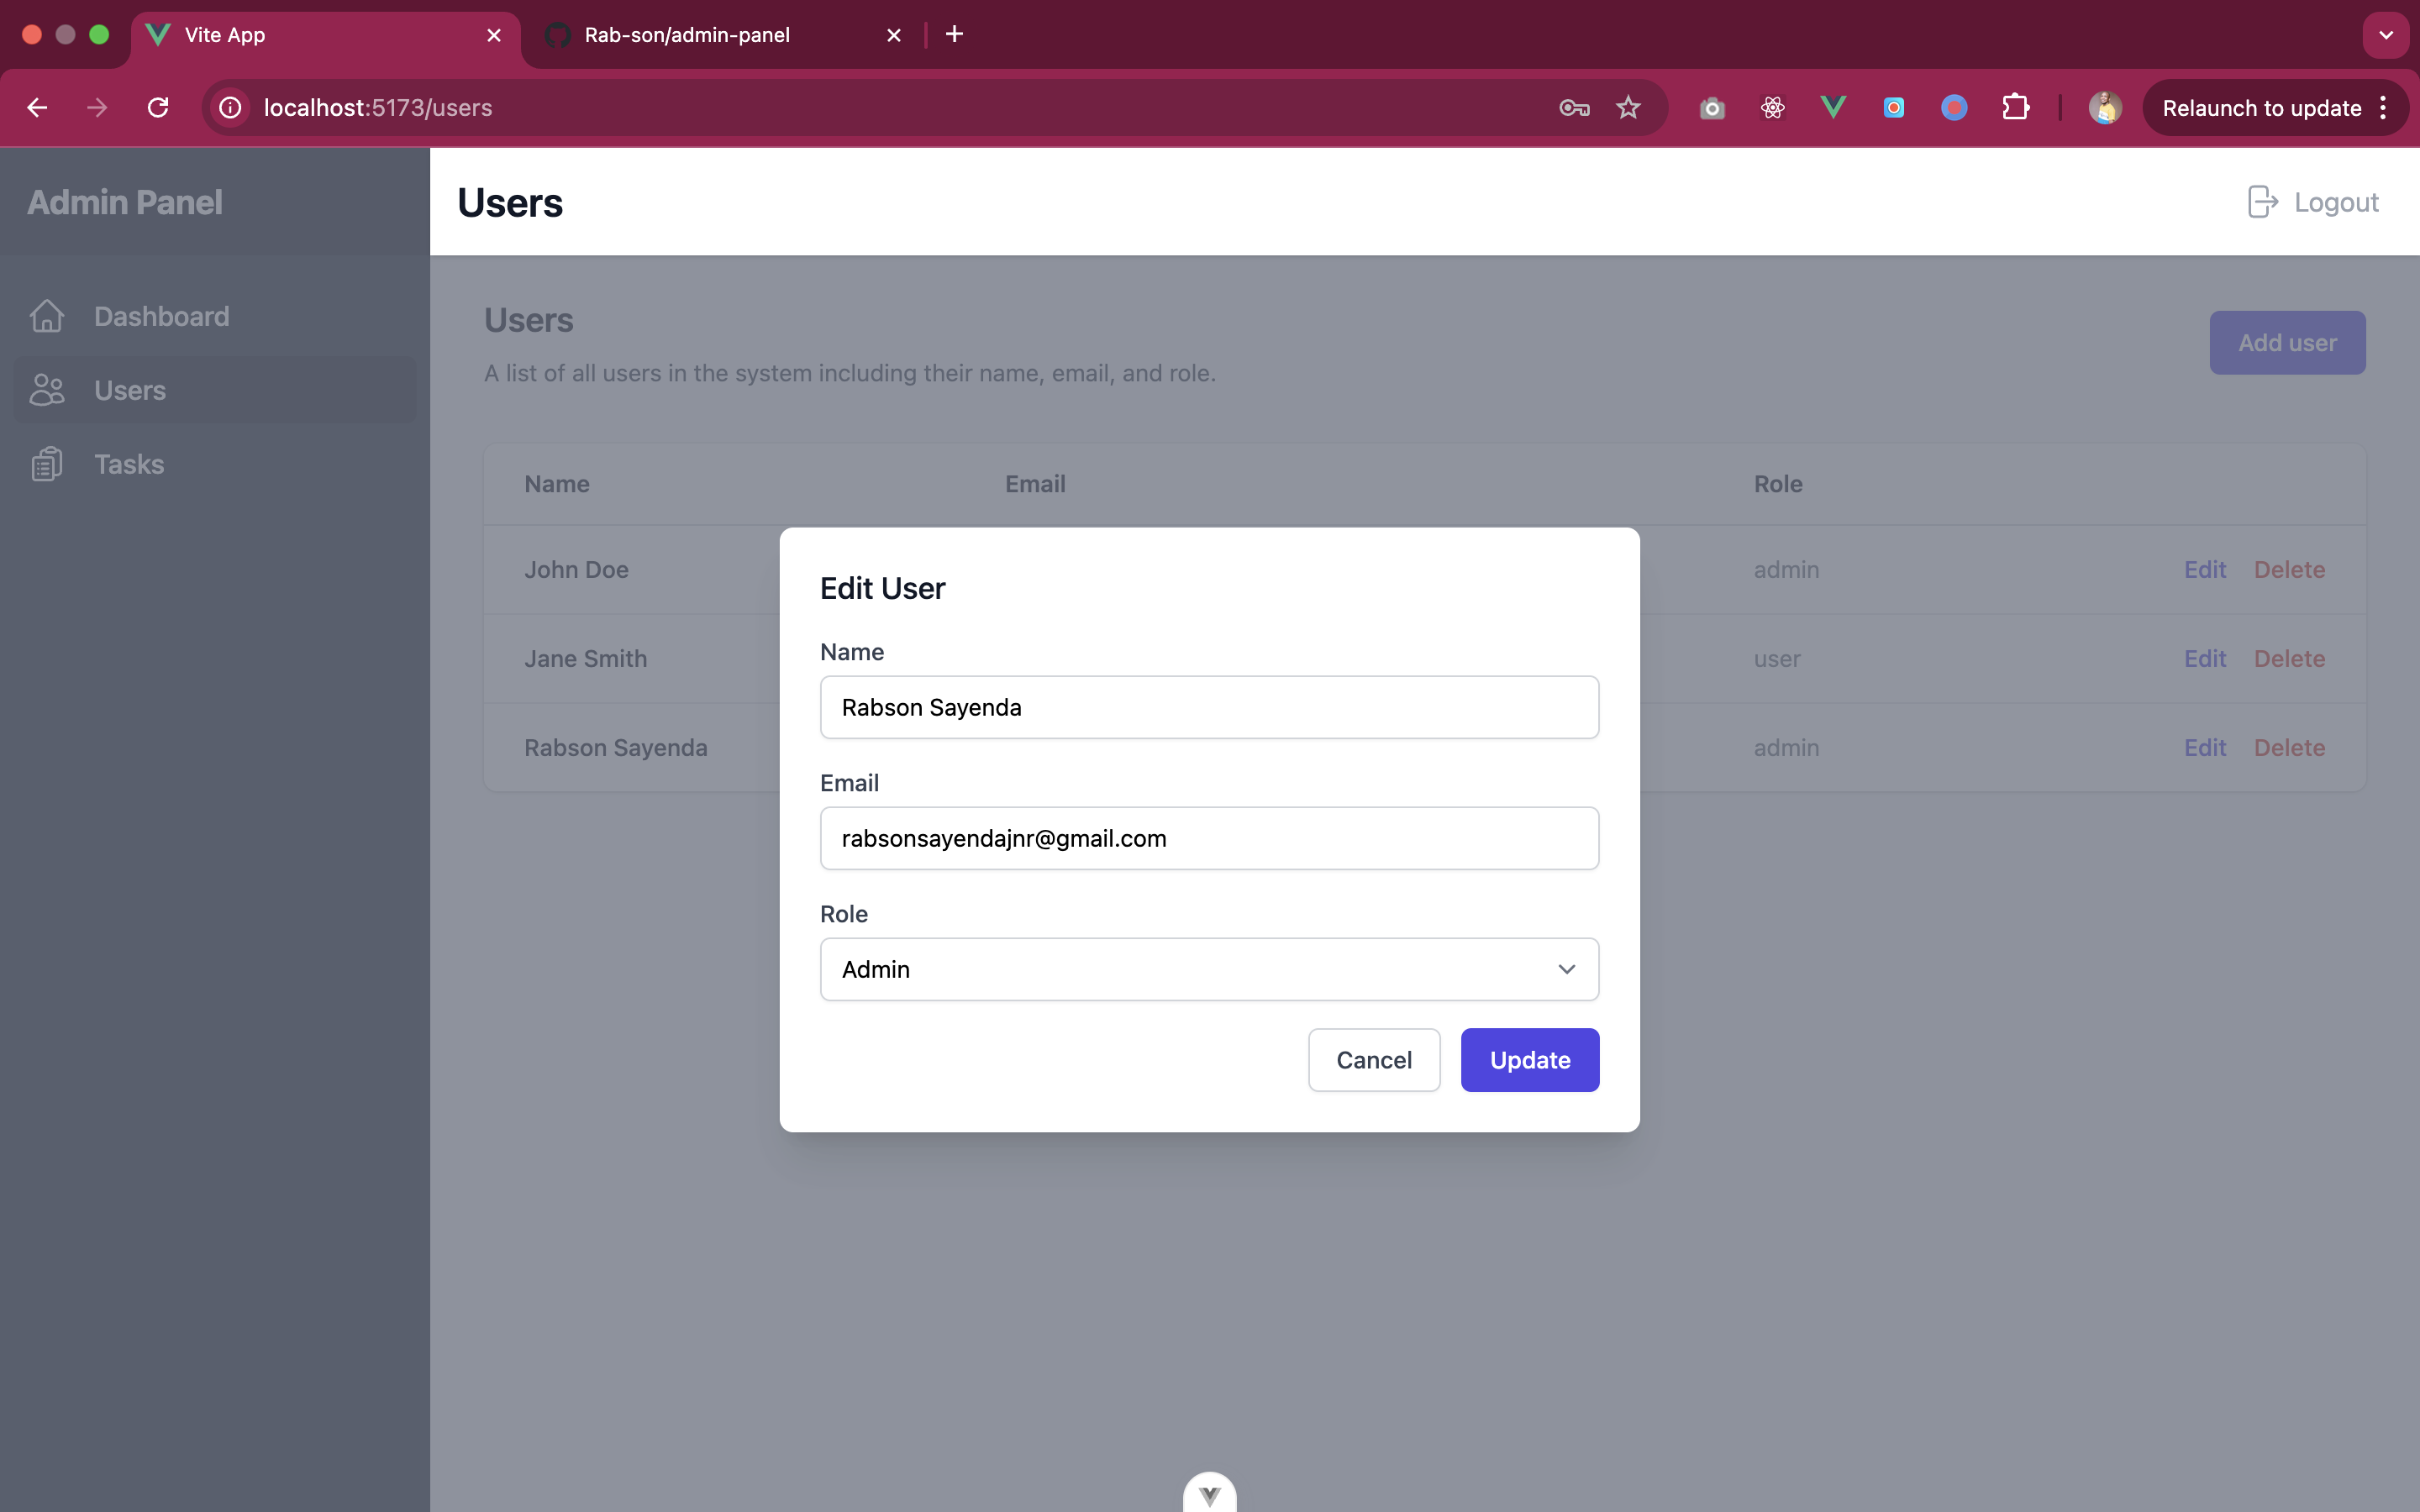 Vite App
Rab-son/admin-panel
localhost:5173/users
Relaunch to update
Admin Panel
Users
Logout
Dashboard
Users
Tasks
Users
A list of all users in the system including their name, email, and role.
Add user
Name Email Role
John Doe admin Edit Delete
Jane Smith user Edit Delete
Rabson Sayenda admin Edit Delete
Edit User
Name
Rabson Sayenda
Email
rabsonsayendajnr@gmail.com
Role
Admin
Cancel
Update